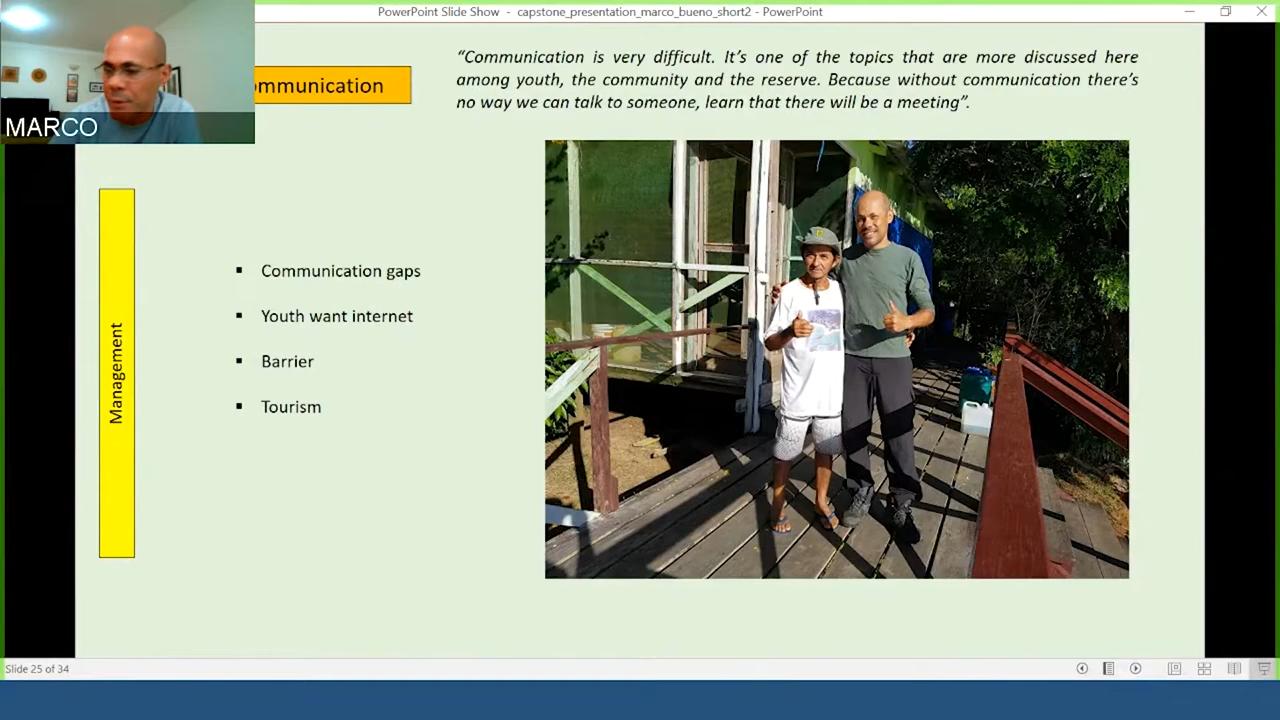 PowerPoint Slide Show - capstone_presentation_marco_bueno_short2 - PowerPoint
MARCO
ommunication
“Communication is very difficult. It’s one of the topics that are more discussed here
among youth, the community and the reserve. Because without communication there’s
no way we can talk to someone, learn that there will be a meeting”.
Management
▪ Communication gaps
▪ Youth want internet
▪ Barrier
▪ Tourism
Slide 25 of 34